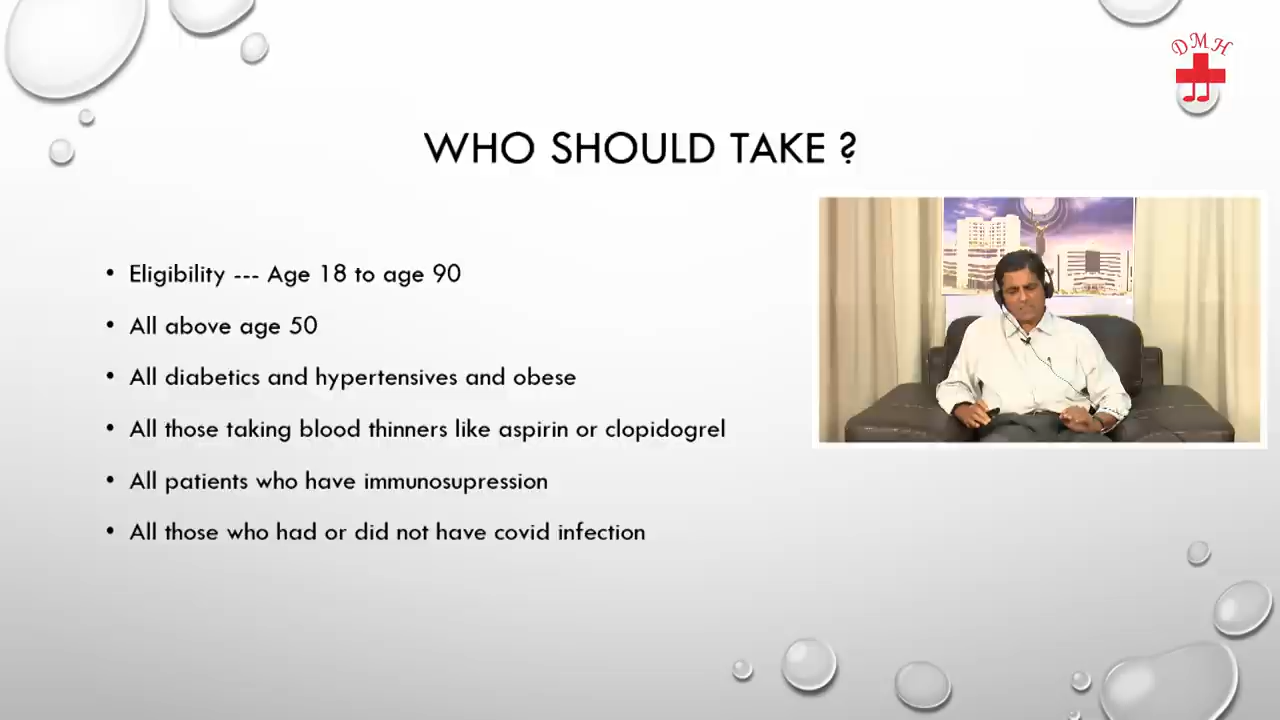 DMH
WHO SHOULD TAKE ?
• Eligibility --- Age 18 to age 90
• All above age 50
• All diabetics and hypertensives and obese
• All those taking blood thinners like aspirin or clopidogrel
• All patients who have immunosupression
• All those who had or did not have covid infection